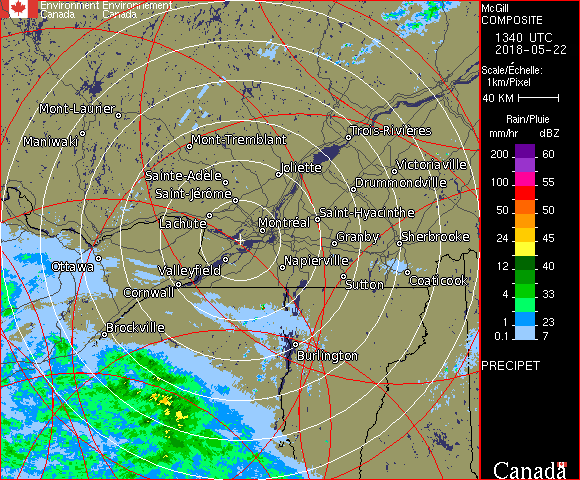 Environment Environnement
Canada Canada
McGill
COMPOSITE
1340 UTC
2018-05-22
Scale/Échelle:
1km/Pixel
40 KM
Rain/Pluie
mm/hr dBZ
200 60
100 55
50 50
24 45
12 40
4 33
1 23
0.1 7
PRECIPET
Canada
Mont-Laurier
Maniwaki
Mont-Tremblant
Trois-Rivières
Joliette
Victoriaville
Sainte-Adèle
Drummondville
Saint-Jérôme
Lachute
Saint-Hyacinthe
Montréal
Granby
Sherbrooke
Ottawa
Valleyfield
Napierville
Coaticook
Cornwall
Sutton
Brockville
Burlington